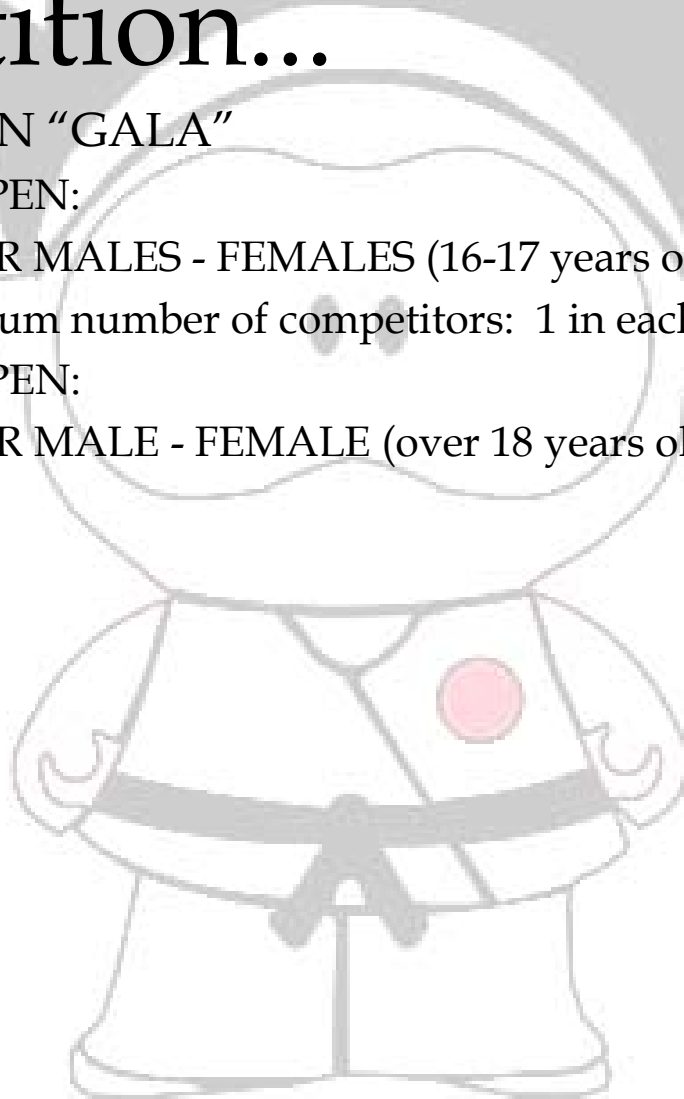 tition...
N “GALA”
PEN:
R MALES - FEMALES (16-17 years o
um number of competitors:  1 in each
PEN:
R MALE - FEMALE (over 18 years ol